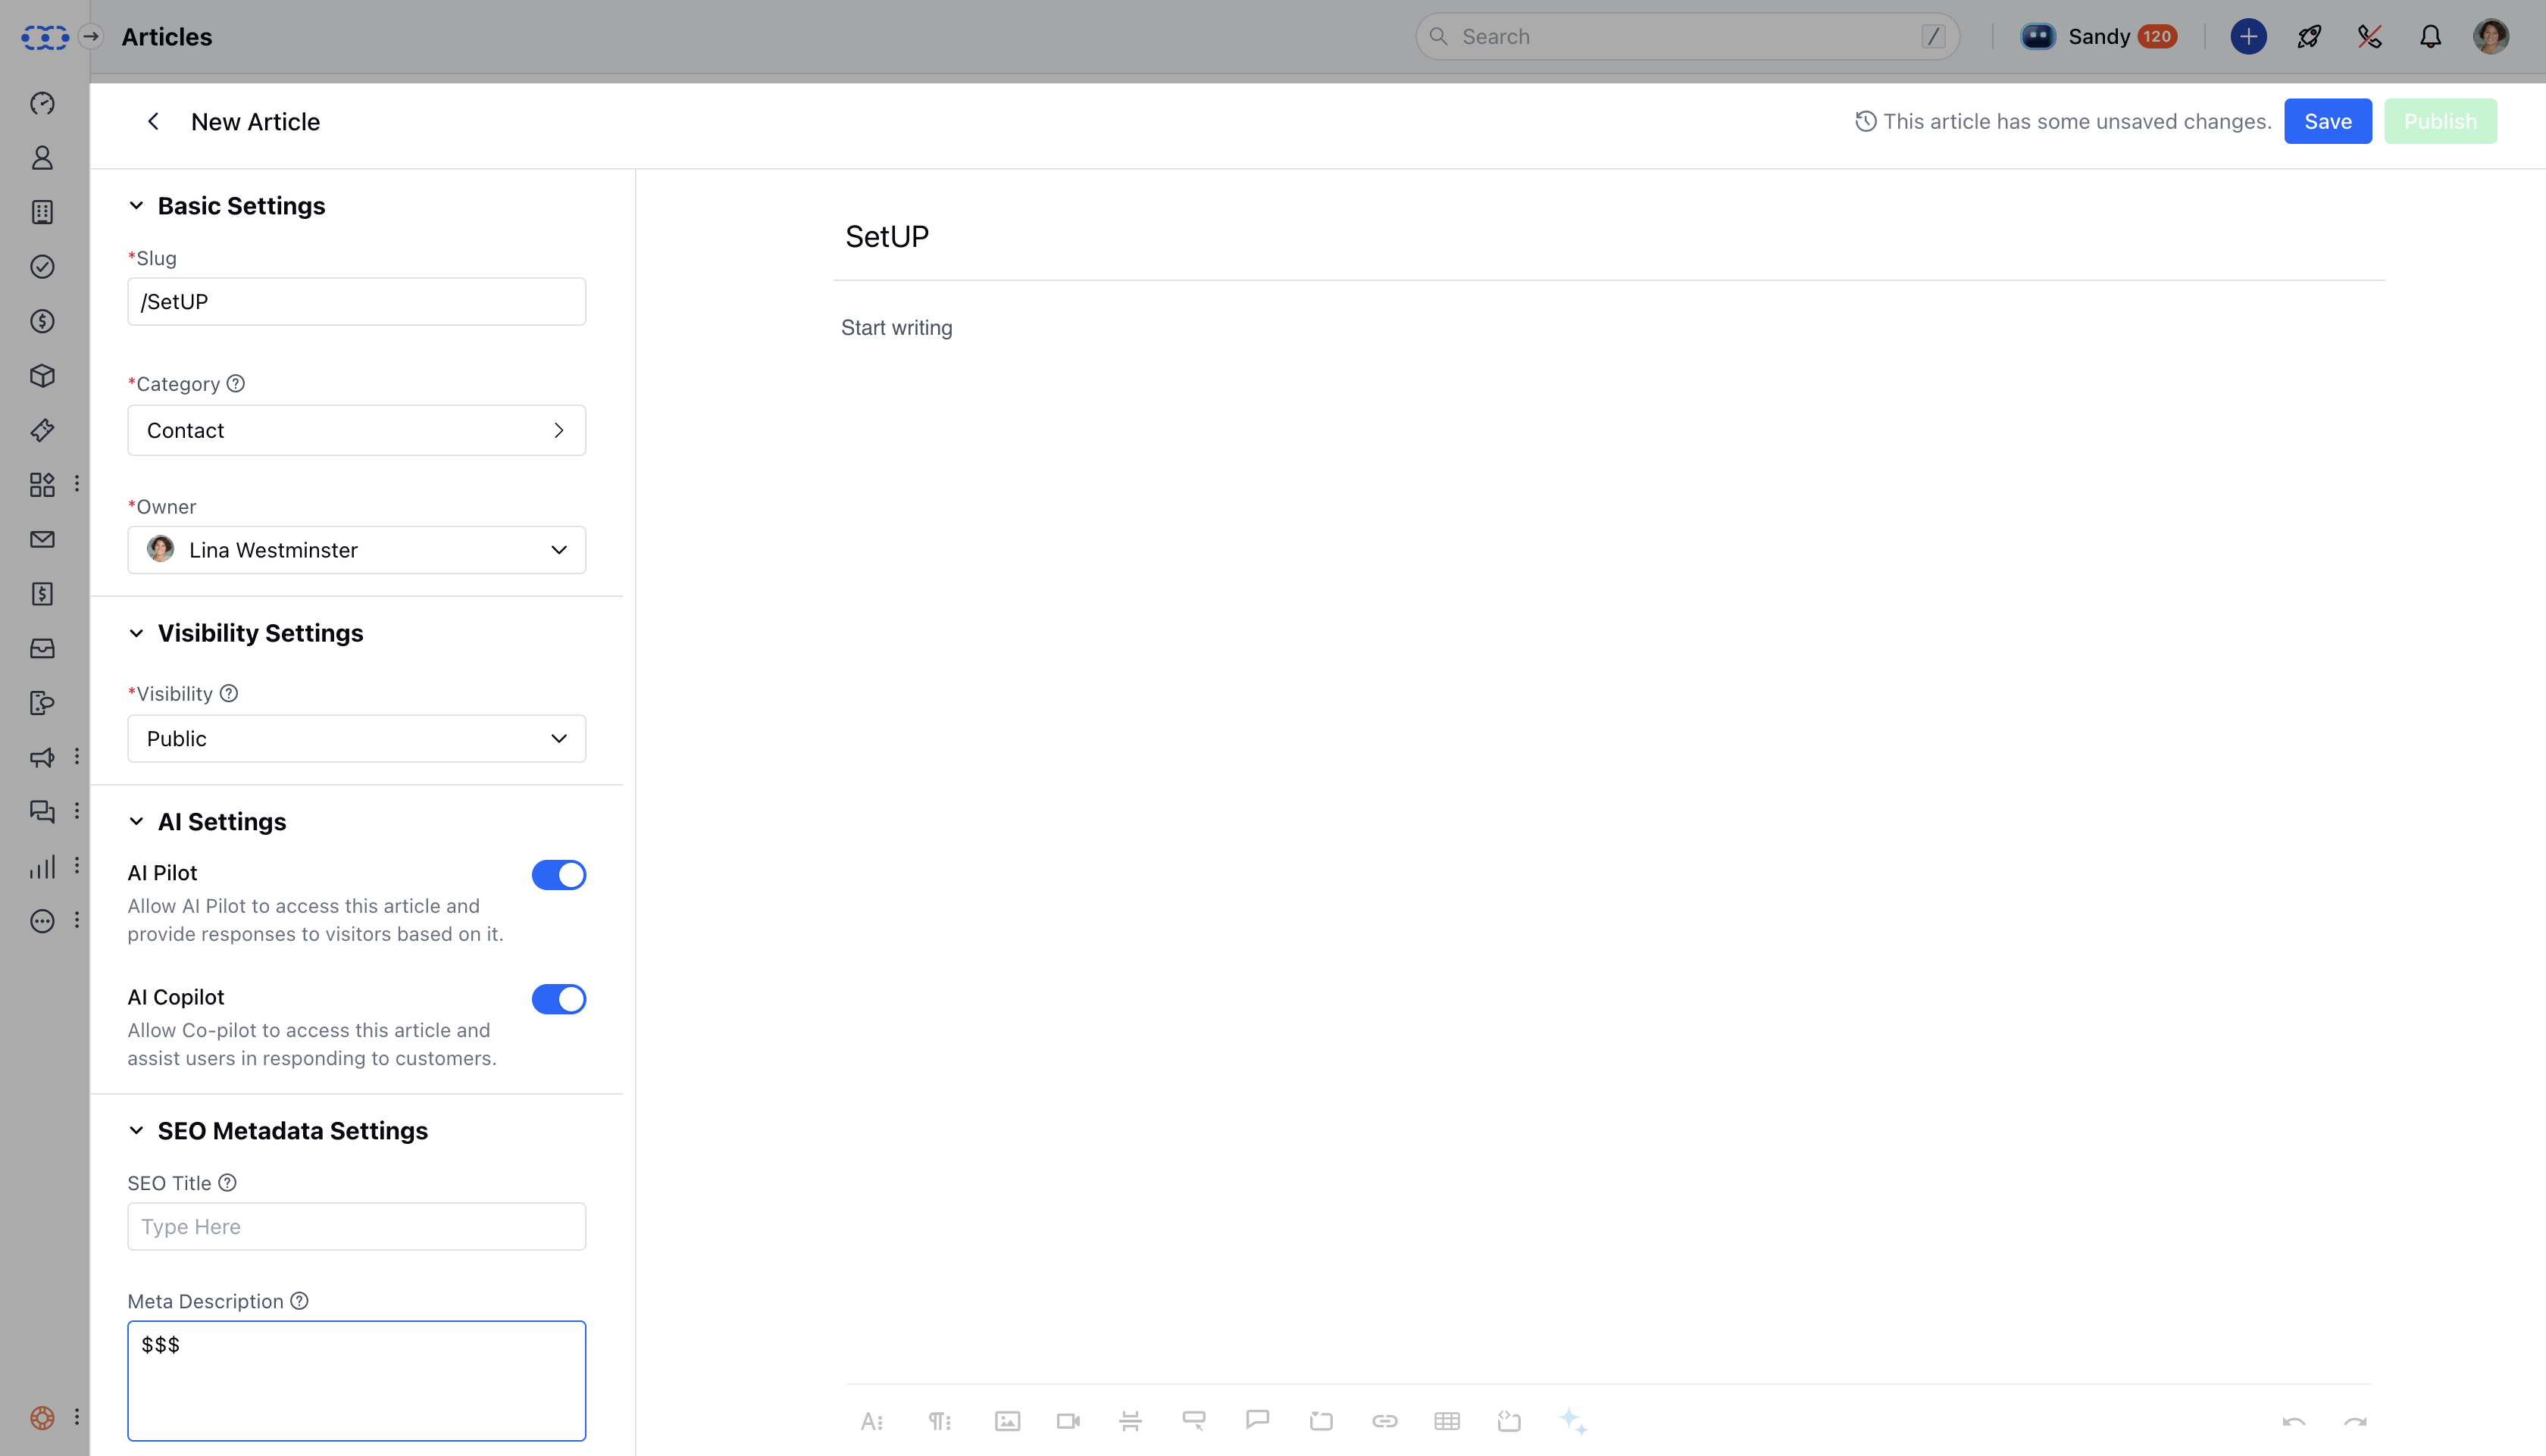 Articles
Search
/
Sandy 120
New Article
This article has some unsaved changes.
Save
Publish
Basic Settings
*Slug
/SetUP
*Category
Contact
*Owner
Lina Westminster
Visibility Settings
*Visibility
Public
AI Settings
AI Pilot
Allow AI Pilot to access this article and
provide responses to visitors based on it.
AI Copilot
Allow Co-pilot to access this article and
assist users in responding to customers.
SEO Metadata Settings
SEO Title
Type Here
Meta Description
$$$
SetUP
Start writing